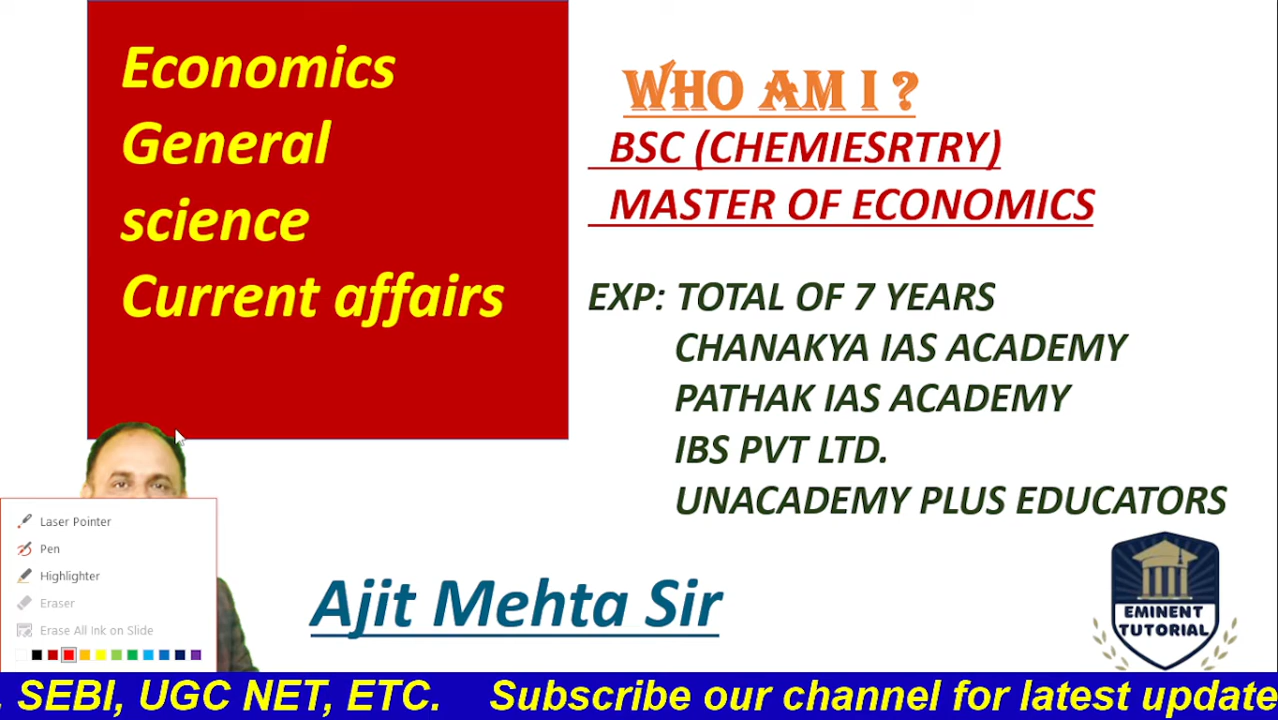 Economics
General
science
Current affairs
WHO AM I ?
BSC (CHEMIESRTRY)
MASTER OF ECONOMICS
EXP: TOTAL OF 7 YEARS
CHANAKYA IAS ACADEMY
PATHAK IAS ACADEMY
IBS PVT LTD.
UNACADEMY PLUS EDUCATORS
Laser Pointer
Pen
Highlighter
Eraser
Erase All Ink on Slide
Ajit Mehta Sir
EMINENT
TUTORIAL
. SEBI, UGC NET, ETC. Subscribe our channel for latest update